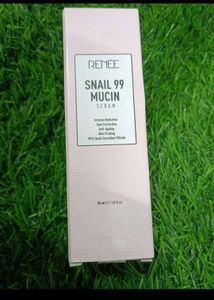 RENEE
SNAIL 99
MUCIN
SERUM
Intense Hydration
Spot Correction
Anti-Ageing
Skin Firming
99% Snail Secretion Filtrate